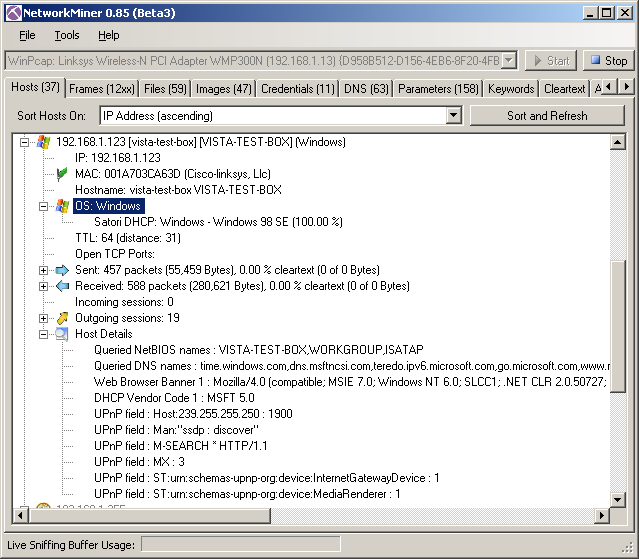 NetworkMiner 0.85 (Beta3)
File Tools Help
WinPcap: Linksys Wireless-N PCI Adapter WMP300N (192.168.1.13) {D958B512-D156-4EB6-8F20-4FB
Start
Stop
Hosts (37) Frames (12xx) Files (59) Images (47) Credentials (11) DNS (63) Parameters (158) Keywords Cleartext
Sort Hosts On: IP Address (ascending) Sort and Refresh
192.168.1.123 [vista-test-box] [VISTA-TEST-BOX] (Windows)
IP: 192.168.1.123
MAC: 001A703CA63D (Cisco-linksys, Llc)
Hostname: vista-test-box VISTA-TEST-BOX
OS: Windows
Satori DHCP: Windows - Windows 98 SE (100.00 %)
TTL: 64 (distance: 31)
Open TCP Ports:
Sent: 457 packets (55,459 Bytes), 0.00 % cleartext (0 of 0 Bytes)
Received: 588 packets (280,621 Bytes), 0.00 % cleartext (0 of 0 Bytes)
Incoming sessions: 0
Outgoing sessions: 19
Host Details
Queried NetBIOS names : VISTA-TEST-BOX,WORKGROUP,ISATAP
Queried DNS names : time.windows.com,dns.msftncsi.com,teredo.ipv6.microsoft.com,go.microsoft.com,www.
Web Browser Banner 1 : Mozilla/4.0 (compatible; MSIE 7.0; Windows NT 6.0; SLCC1; .NET CLR 2.0.50727;
DHCP Vendor Code 1 : MSFT 5.0
UPnP field : Host:239.255.255.250 : 1900
UPnP field : Man:"ssdp : discover"
UPnP field : M-SEARCH * HTTP/1.1
UPnP field : MX : 3
UPnP field : ST:urn:schemas-upnp-org:device:InternetGatewayDevice : 1
UPnP field : ST:urn:schemas-upnp-org:device:MediaRenderer : 1
Live Sniffing Buffer Usage: